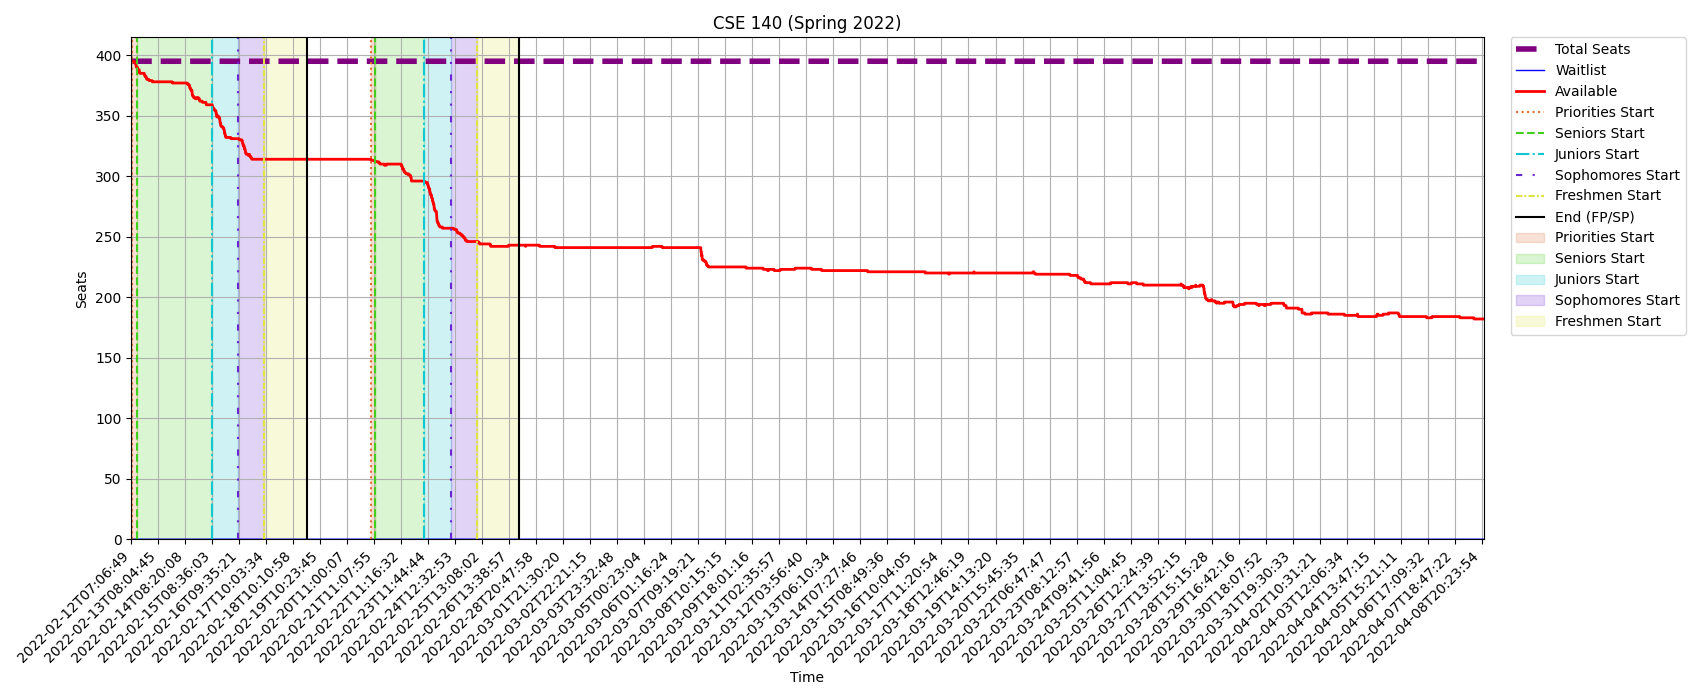 CSE 140 (Spring 2022)
400
350
300
250
200
150
100
50
0
Seats
2022-02-12T7:06:49
2022-02-13T08:04:45
2022-02-14T08:20:08
2022-02-15T08:36:03
2022-02-16T09:35:21
2022-02-17T10:03:34
2022-02-18T10:10:58
2022-02-19T10:23:45
2022-02-20T11:00:07
2022-02-21T11:07:55
2022-02-22T11:16:32
2022-02-23T11:44:44
2022-02-24T12:32:53
2022-02-25T13:08:02
2022-02-26T13:38:57
2022-02-28T20:47:58
2022-03-01T21:30:20
2022-03-02T22:21:15
2022-03-03T23:32:48
2022-03-05T00:23:04
2022-03-06T01:16:24
2022-03-07T09:19:21
2022-03-08T10:15:15
2022-03-09T18:01:16
2022-03-11T02:35:57
2022-03-12T03:56:40
2022-03-13T06:10:34
2022-03-14T07:27:46
2022-03-15T08:49:36
2022-03-16T10:04:05
2022-03-17T11:20:54
2022-03-18T12:46:19
2022-03-19T14:13:20
2022-03-20T15:45:35
2022-03-22T06:47:47
2022-03-23T08:12:57
2022-03-24T09:41:56
2022-03-25T11:04:45
2022-03-26T12:24:39
2022-03-27T13:52:15
2022-03-28T15:15:28
2022-03-29T16:42:16
2022-03-30T18:07:52
2022-03-31T19:30:33
2022-04-02T10:31:21
2022-04-03T12:06:34
2022-04-04T13:47:15
2022-04-05T15:21:11
2022-04-06T17:09:32
2022-04-07T18:47:22
2022-04-08T20:23:54
Time
Total Seats
Waitlist
Available
Priorities Start
Seniors Start
Juniors Start
Sophomores Start
Freshmen Start
End (FP/SP)
Priorities Start
Seniors Start
Juniors Start
Sophomores Start
Freshmen Start